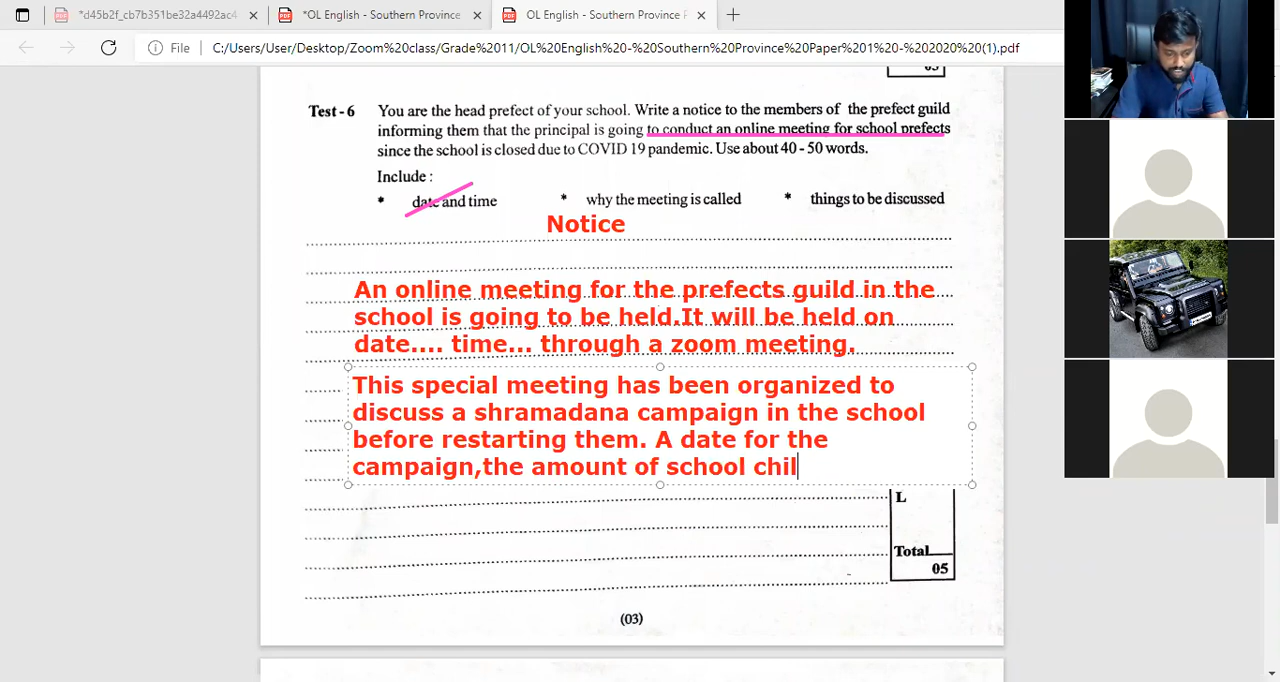 *d45b2f_cb7b351be32a4492ac4
*OL English - Southern Province
OL English - Southern Province P
File C:/Users/User/Desktop/Zoom%20class/Grade%2011/OL%20English%20-%20Southern%20Province%20Paper%201%20-%202020%20(1).pdf
05
Test - 6 You are the head prefect of your school. Write a notice to the members of the prefect guild
informing them that the principal is going to conduct an online meeting for school prefects
since the school is closed due to COVID 19 pandemic. Use about 40 - 50 words.
Include :
* date and time * why the meeting is called * things to be discussed
Notice
An online meeting for the prefects guild in the
school is going to be held.It will be held on
date.... time... through a zoom meeting.
This special meeting has been organized to
discuss a shramadana campaign in the school
before restarting them. A date for the
campaign,the amount of school chil
L
Total
05
(03)